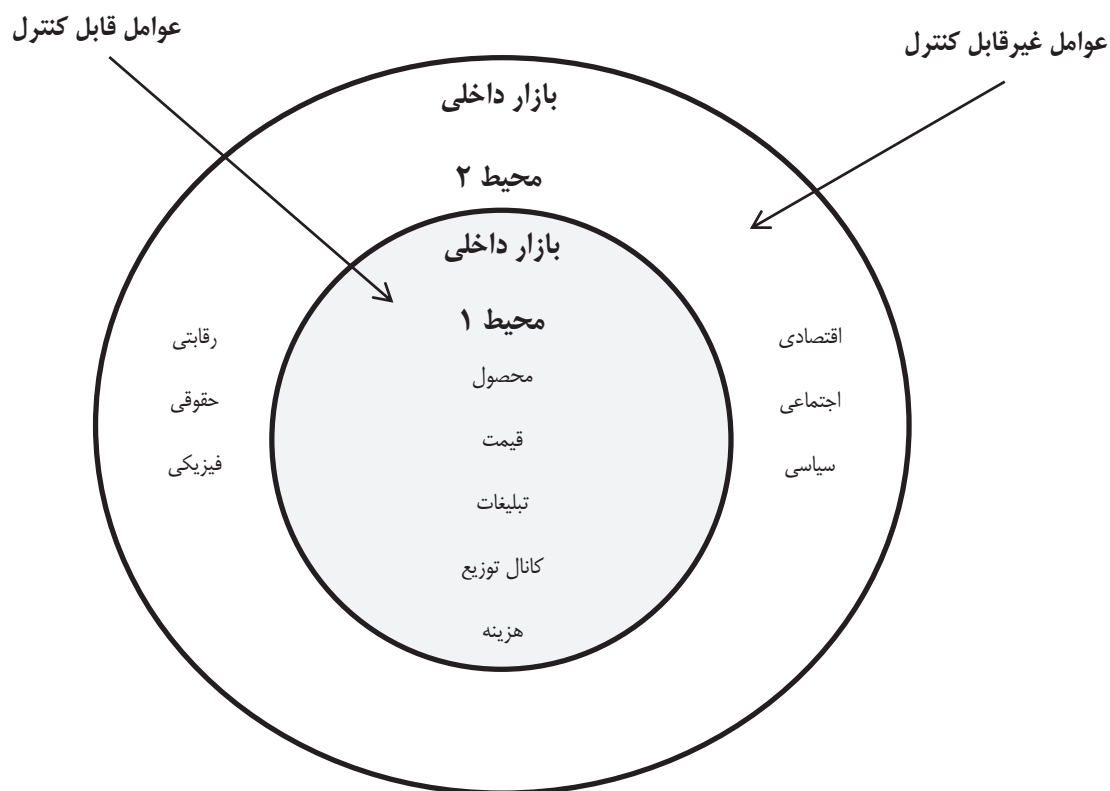 عوامل غیرقابل کنترل
عوامل قابل کنترل
بازار داخلی
محیط ۲
بازار داخلی
محیط ۱
محصول
قیمت
تبلیغات
کانال توزیع
هزینه
اقتصادی
اجتماعی
سیاسی
رقابتی
حقوقی
فیزیکی